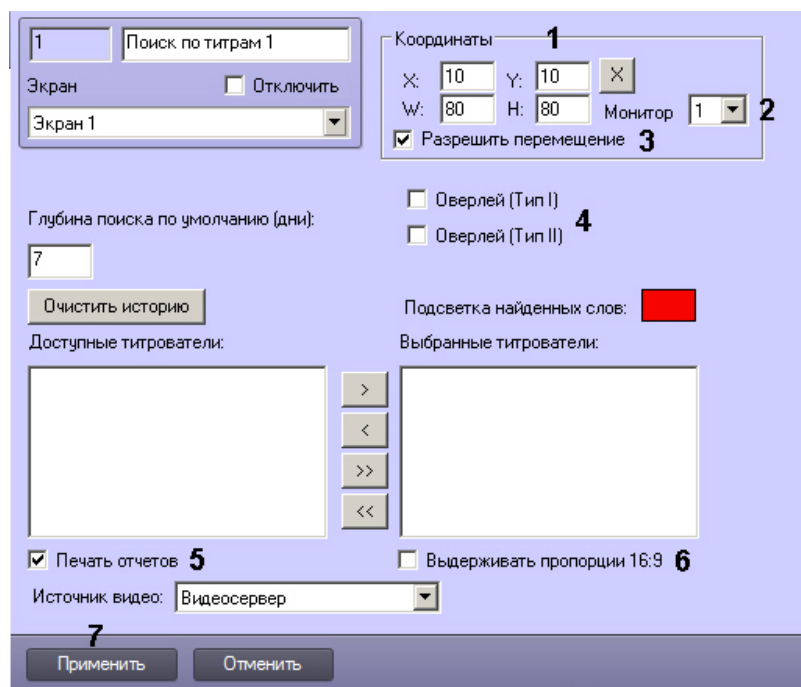 1 Поиск по титрам 1
Экран Отключить
Экран 1
Координаты 1
X: 10 Y: 10 X
W: 80 H: 80 Монитор 1 2
Разрешить перемещение 3
Глубина поиска по умолчанию (дни):
7
Оверлей (Тип I)
Оверлей (Тип II) 4
Очистить историю
Подсветка найденных слов:
Доступные титрователи:
Выбранные титрователи:
>
<
>>
<<
Печать отчетов 5
Выдерживать пропорции 16:9 6
Источник видео: Видеосервер
7
Применить Отменить